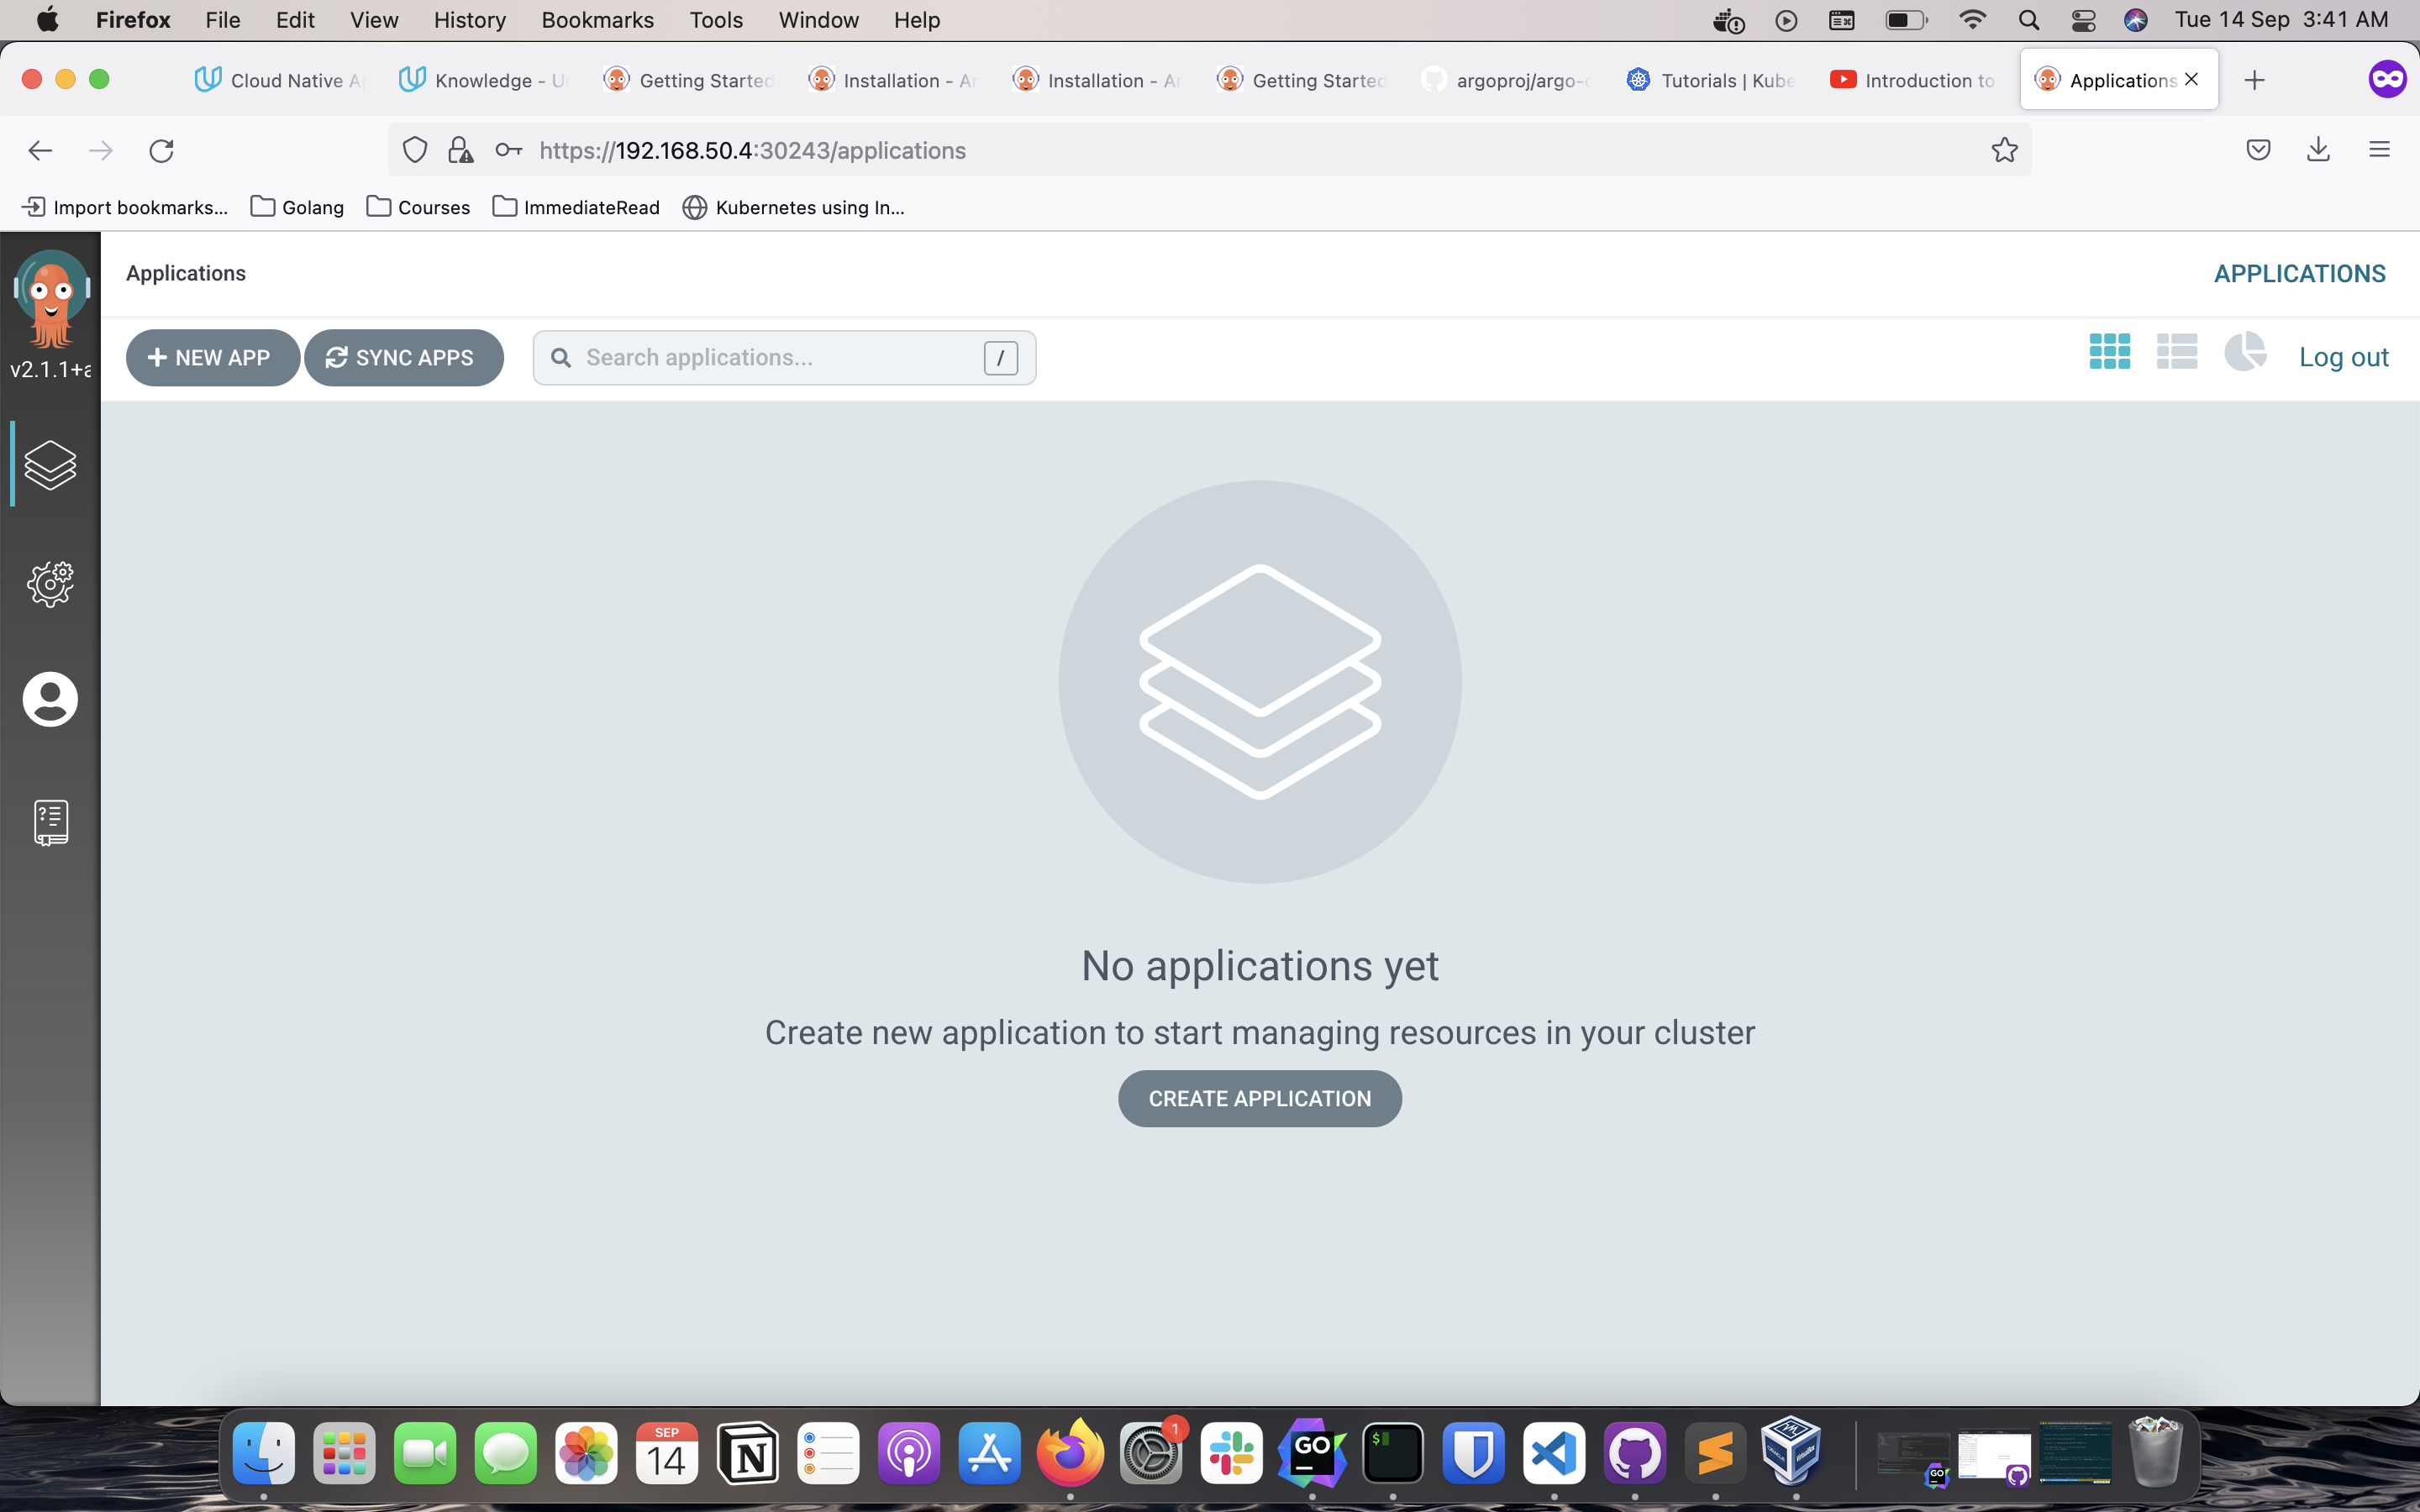 Firefox File Edit View History Bookmarks Tools Window Help Tue 14 Sep 3:41 AM
Cloud Native A Knowledge - U Getting Started Installation - Ar Installation - Ar Getting Started argoproj/argo-c Tutorials | Kube Introduction to Applications
https://192.168.50.4:30243/applications
Import bookmarks... Golang Courses ImmediateRead Kubernetes using In...
Applications APPLICATIONS
NEW APP SYNC APPS Search applications... / Log out
v2.1.1+a
No applications yet
Create new application to start managing resources in your cluster
CREATE APPLICATION
SEP
14
1
GO
$
GO